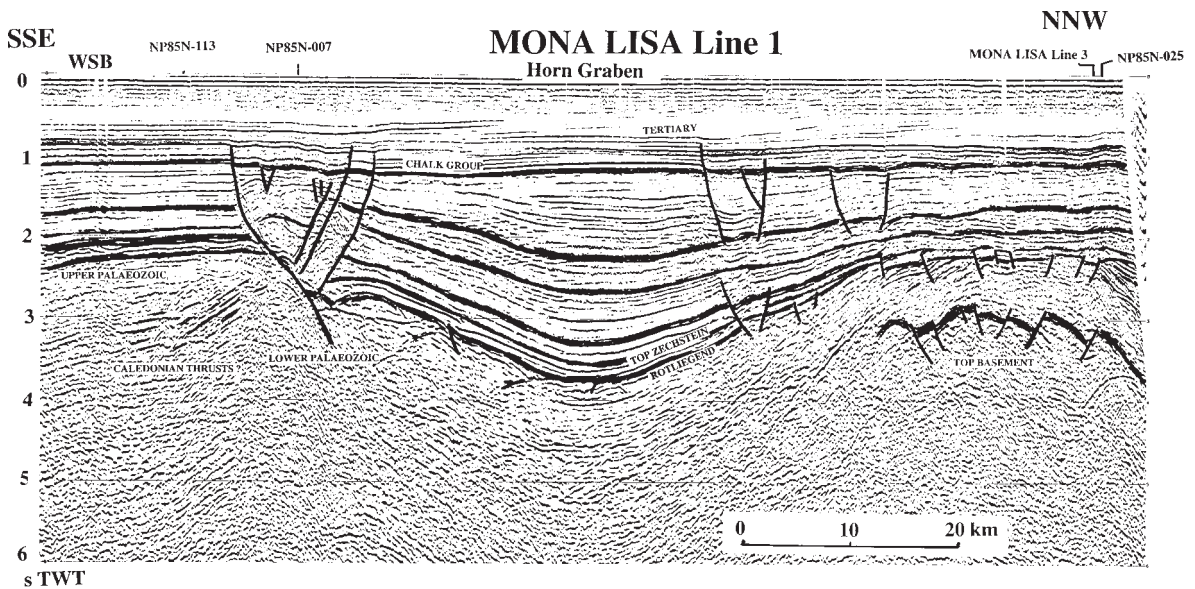 NNW
SSE
MONA LISA Line 1
NP85N-113
NP85N-007
WSB
Horn Graben
MONA LISA Line 3
NP85N-025
0
TERTIARY
1
CHALK GROUP
2
UPPER PALAEOZOIC
3
TOP ZECHSTEIN
ROTLIEGEND
LOWER PALAEOZOIC
CALEDONIAN THRUSTS ?
TOP BASEMENT
4
5
0 10 20 km
6
s TWT